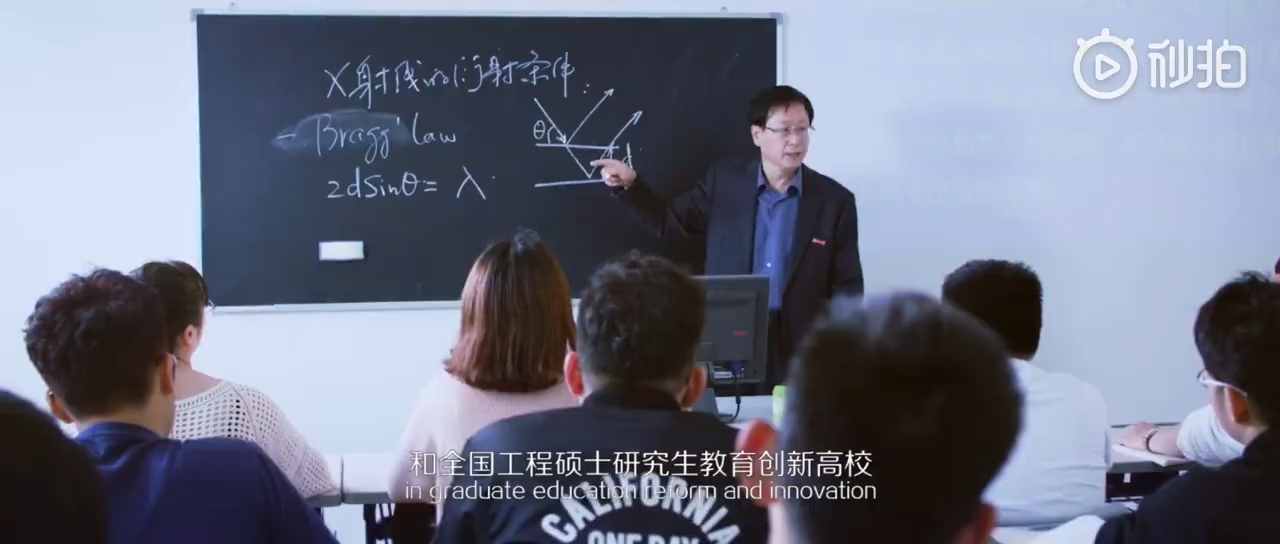 秒拍
X射线的衍射条件:
Bragg' law
2dSinθ = λ
θ
d
和全国工程硕士研究生教育创新高校
in graduate education reform and innovation
CALIFORNIA
ONE DAY